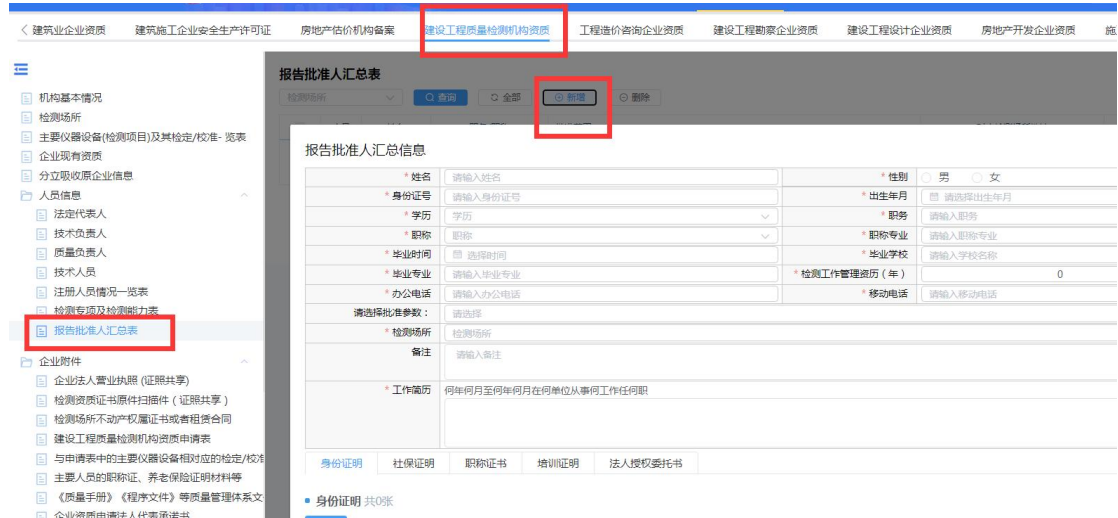 建筑业企业资质 建筑施工企业安全生产许可证 房地产估价机构备案 建设工程质量检测机构资质 工程造价咨询企业资质 建设工程勘察企业资质 建设工程设计企业资质 房地产开发企业资质 施
报告批准人汇总表
检测场所 查询 全部 新增 删除
机构基本情况
检测场所
主要仪器设备(检测项目)及其检定/校准- 览表
企业现有资质
分立吸收原企业信息
人员信息
法定代表人
技术负责人
质量负责人
技术人员
注册人员情况一览表
检测专项及检测能力表
报告批准人汇总表
企业附件
企业法人营业执照 (证照共享)
检测资质证书原件扫描件 ( 证照共享 )
检测场所不动产权属证书或者租赁合同
建设工程质量检测机构资质申请表
与申请表中的主要仪器设备相对应的检定/校准
主要人员的职称证、养老保险证明材料等
《质量手册》《程序文件》等质量管理体系文
企业资质申请法人代表承诺书
报告批准人汇总信息
* 姓名 请输入姓名 * 性别 男 女
* 身份证号 请输入身份证号 * 出生年月 请选择出生年月
* 学历 学历 * 职务 请输入职务
* 职称 职称 * 职称专业 请输入职称专业
* 毕业时间 选择时间 * 毕业学校 请输入学校名称
* 毕业专业 请输入毕业专业 * 检测工作管理资历 ( 年 ) 0
* 办公电话 请输入办公电话 * 移动电话 请输入移动电话
请选择批准参数： 请选择
* 检测场所 检测场所
备注 请输入备注
* 工作简历 何年何月至何年何月在何单位从事何工作任何职
身份证明 社保证明 职称证书 培训证明 法人授权委托书
身份证明 共0张